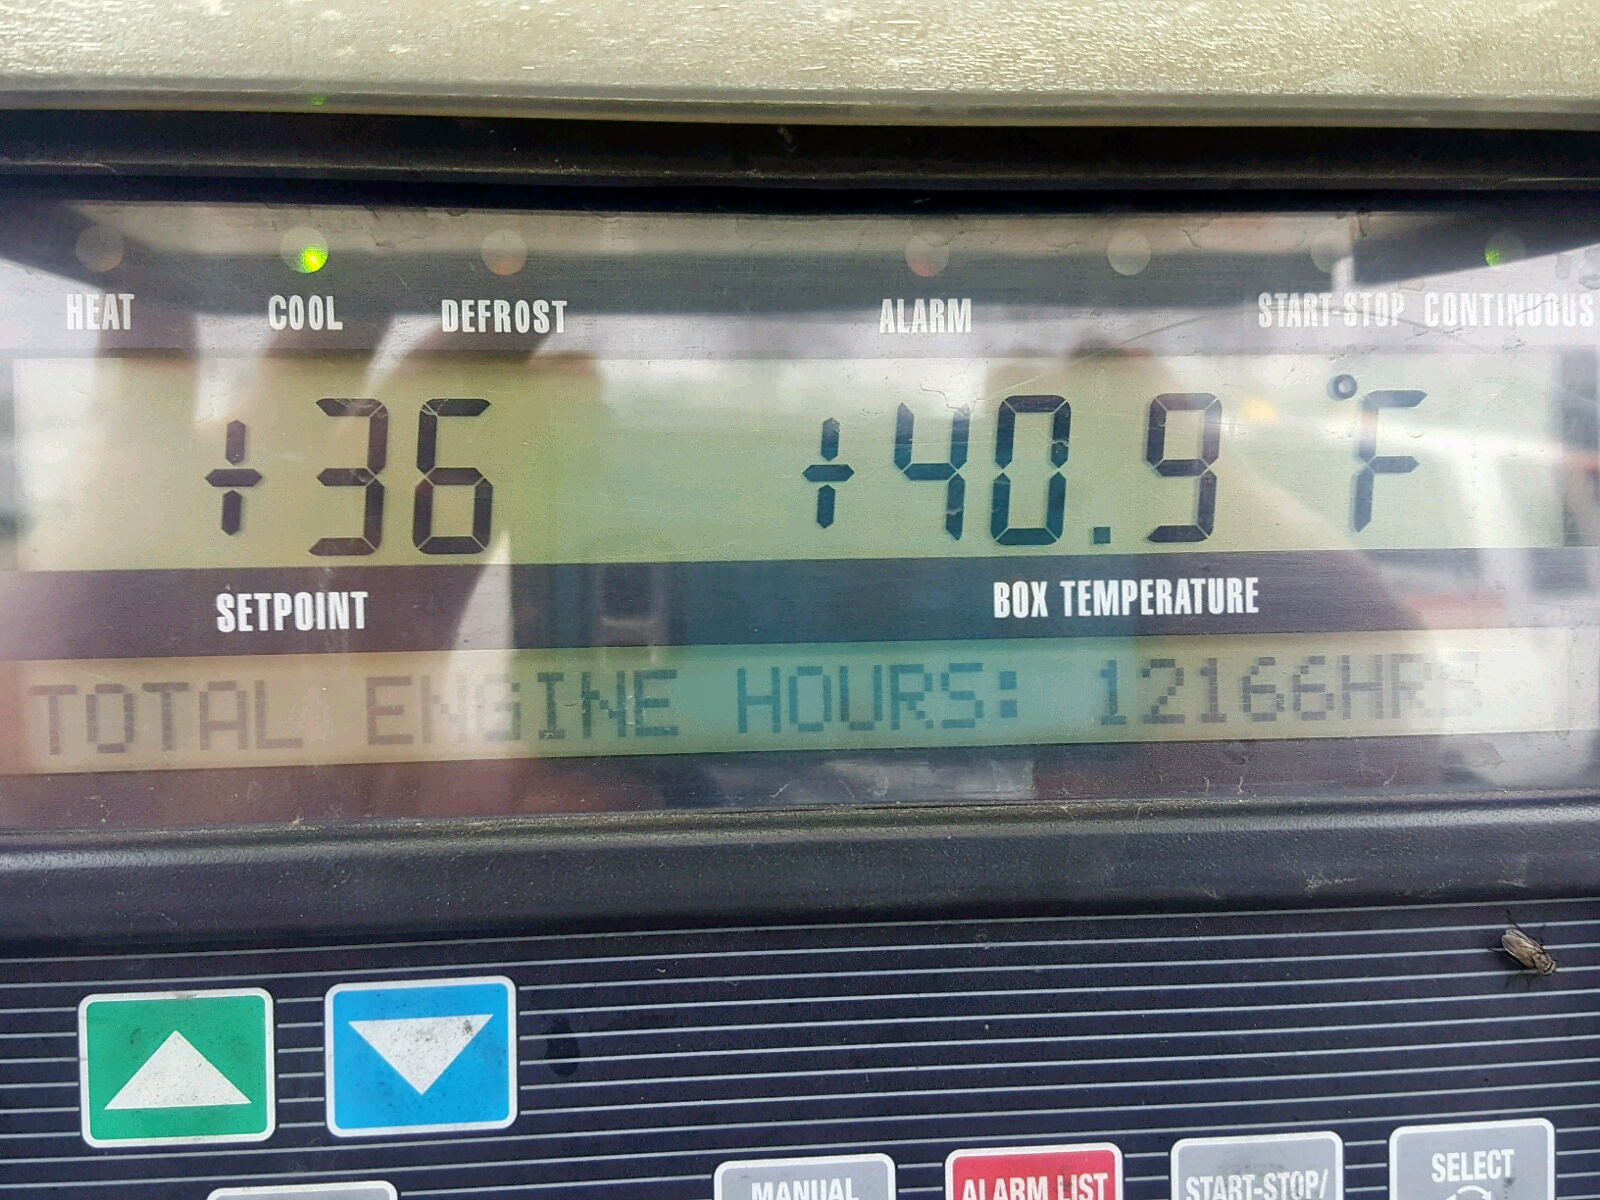 HEAT COOL DEFROST ALARM START-STOP CONTINUOUS
+36 +40.9 °F
SETPOINT BOX TEMPERATURE
TOTAL ENGINE HOURS: 12166HRS
MANUAL ALARM LIST START-STOP/ SELECT